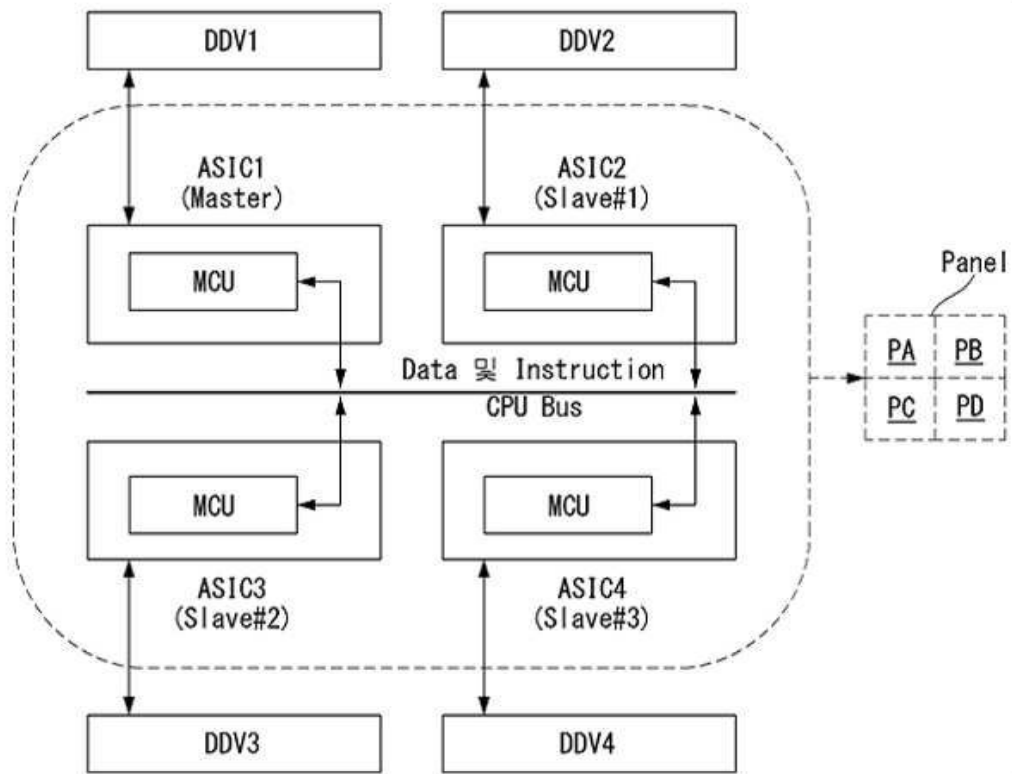 DDV1
DDV2
ASIC1
(Master)
ASIC2
(Slave#1)
MCU
MCU
Panel
PA
PB
PC
PD
Data 및 Instruction
CPU Bus
MCU
MCU
ASIC3
(Slave#2)
ASIC4
(Slave#3)
DDV3
DDV4